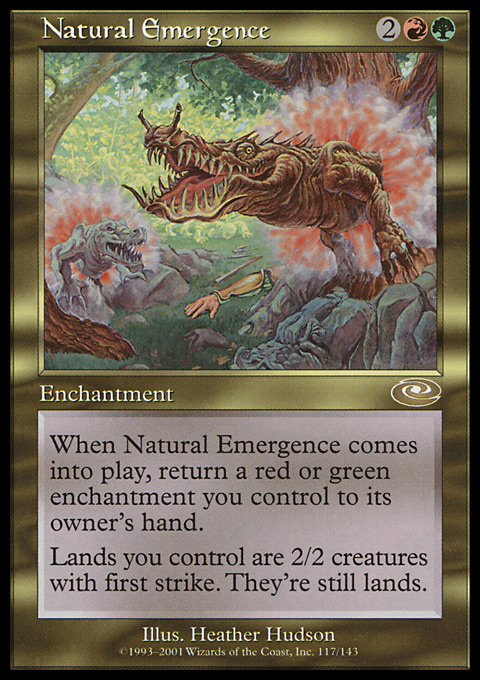 Natural Emergence 2
Enchantment
When Natural Emergence comes
into play, return a red or green
enchantment you control to its
owner's hand.
Lands you control are 2/2 creatures
with first strike. They're still lands.
Illus. Heather Hudson
©1993–2001 Wizards of the Coast, Inc. 117/143